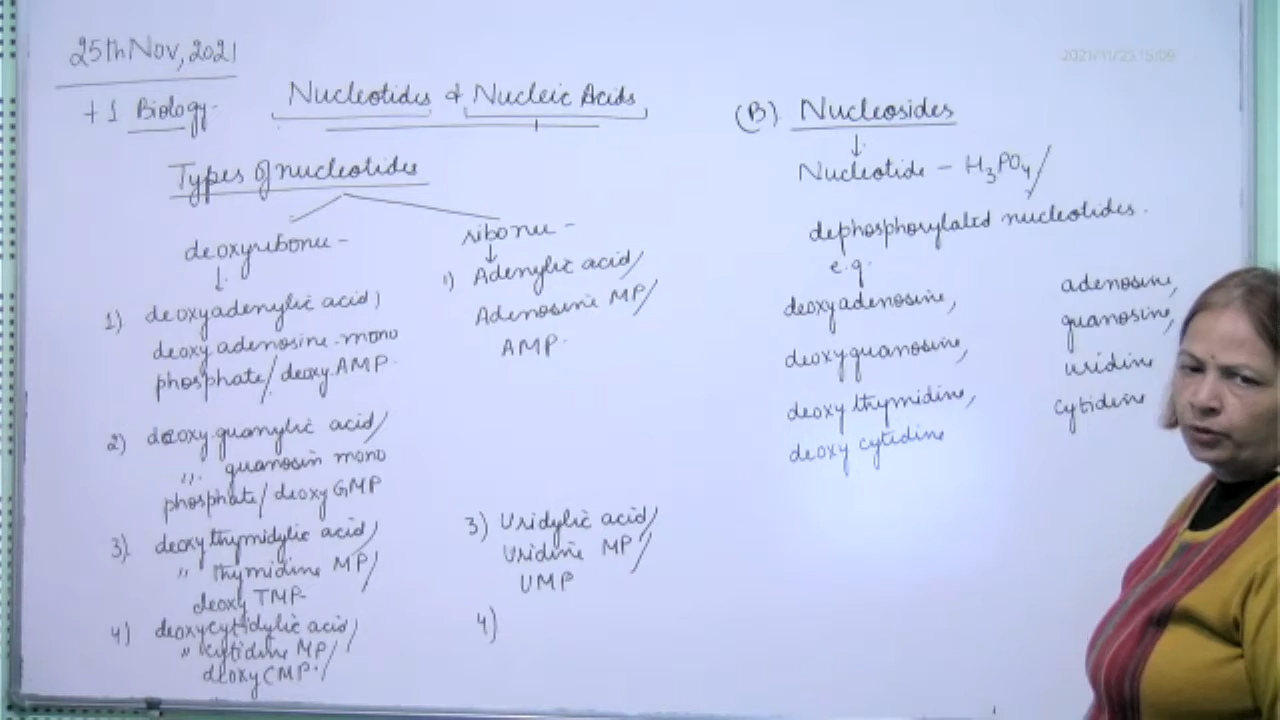 25th Nov, 2021
+1 Biology
Nucleotides & Nucleic Acids
Types of nucleotides
deoxyribonu -
1) deoxyadenylic acid/
deoxy adenosine mono
phosphate/ deoxy AMP
2) deoxy guanylic acid/
" guanosin mono
phosphate/ deoxy GMP
3) deoxy thymidylic acid/
" thymidine MP/
deoxy TMP
4) deoxycytidylic acid/
" cytidine MP/
deoxy CMP/
ribonu -
1) Adenylic acid/
Adenosine MP/
AMP
3) Uridylic acid/
Uridine MP/
UMP
4)
(B) Nucleosides
Nucleotide - H3PO4/
dephosphorylated nucleotides.
e.g.
deoxyadenosine, adenosine,
deoxyguanosine, guanosine,
deoxy thymidine, uridine
deoxy cytidine cytidine